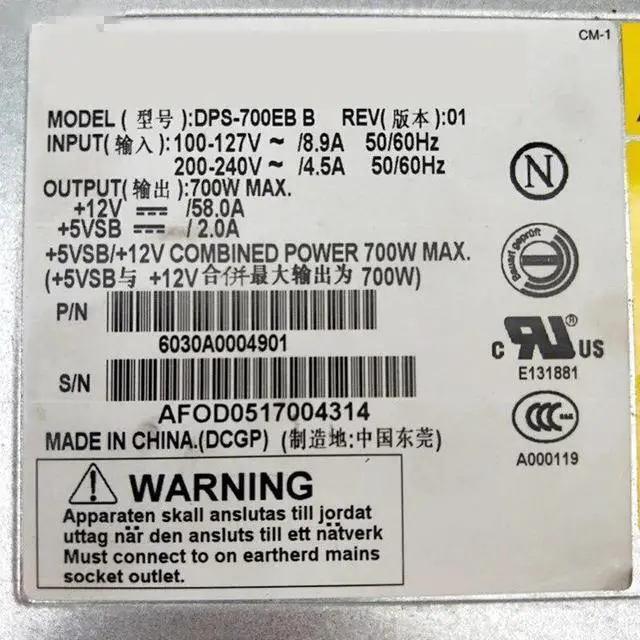 CM-1
MODEL(型号):DPS-700EB B REV(版本):01
INPUT(输入):100-127V ~ /8.9A 50/60Hz
200-240V ~ /4.5A 50/60Hz
OUTPUT(输出):700W MAX.
+12V ⎓ /58.0A
+5VSB ⎓ / 2.0A
+5VSB/+12V COMBINED POWER 700W MAX.
(+5VSB与 +12V合併最大输出为 700W)
N
Bauart geprüft
P/N
6030A0004901
c RU ® US
E131881
S/N
AFOD0517004314
CCC S&E
A000119
MADE IN CHINA.(DCGP) (制造地:中国东莞)
WARNING
Apparaten skall anslutas till jordat
uttag när den ansluts till ett nätverk
Must connect to on eartherd mains
socket outlet.